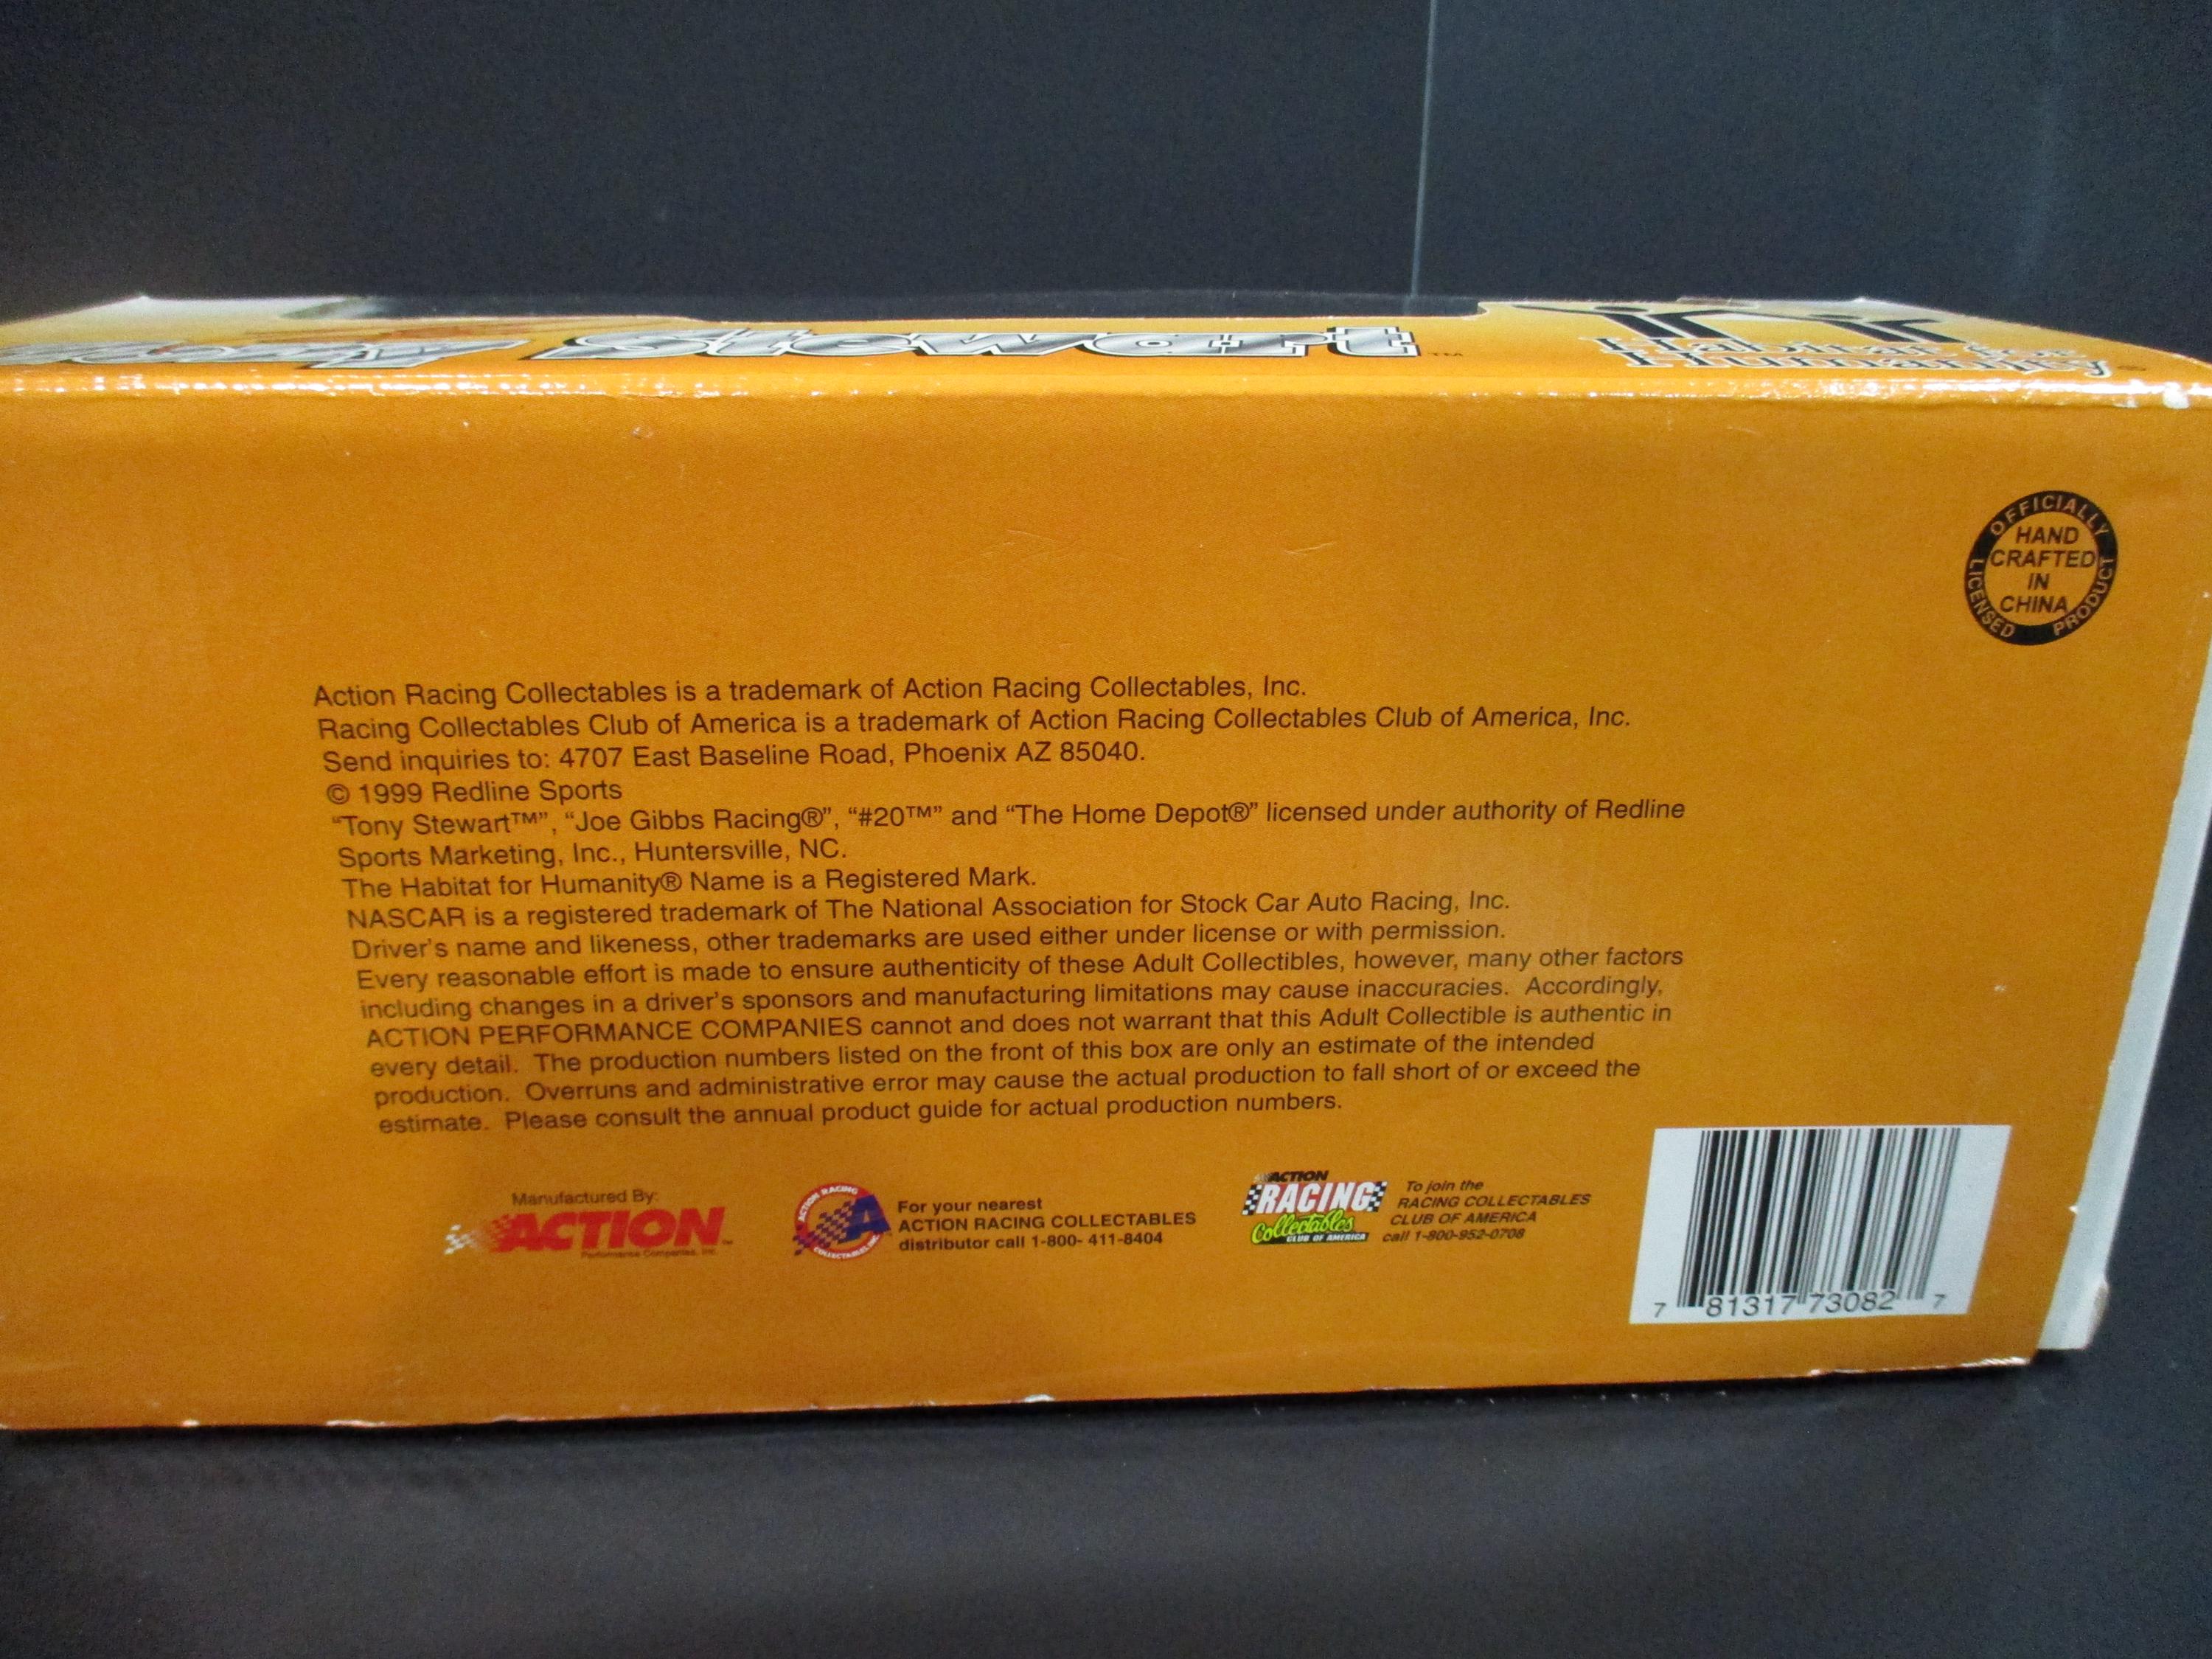 Tony Stewart™
Habitat for
Humanity®
OFFICIALLY LICENSED PRODUCT
HAND
CRAFTED
IN
CHINA
Action Racing Collectables is a trademark of Action Racing Collectables, Inc.
Racing Collectables Club of America is a trademark of Action Racing Collectables Club of America, Inc.
Send inquiries to: 4707 East Baseline Road, Phoenix AZ 85040.
© 1999 Redline Sports
“Tony Stewart™”, “Joe Gibbs Racing®”, “#20™” and “The Home Depot®” licensed under authority of Redline
Sports Marketing, Inc., Huntersville, NC.
The Habitat for Humanity® Name is a Registered Mark.
NASCAR is a registered trademark of The National Association for Stock Car Auto Racing, Inc.
Driver’s name and likeness, other trademarks are used either under license or with permission.
Every reasonable effort is made to ensure authenticity of these Adult Collectibles, however, many other factors
including changes in a driver’s sponsors and manufacturing limitations may cause inaccuracies.  Accordingly,
ACTION PERFORMANCE COMPANIES cannot and does not warrant that this Adult Collectible is authentic in
every detail.  The production numbers listed on the front of this box are only an estimate of the intended
production.  Overruns and administrative error may cause the actual production to fall short of or exceed the
estimate.  Please consult the annual product guide for actual production numbers.
Manufactured By:
ACTION™
Performance Companies, Inc.
ACTION RACING
A
COLLECTABLES, INC.
For your nearest
ACTION RACING COLLECTABLES
distributor call 1-800- 411-8404
ACTION
RACING
Collectables
CLUB OF AMERICA
To join the
RACING COLLECTABLES
CLUB OF AMERICA
call 1-800-952-0708
7 81317 73082 7